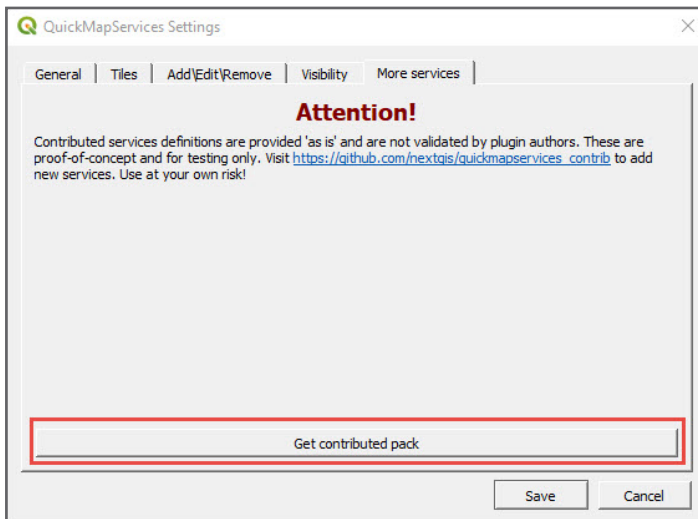 QuickMapServices Settings
General Tiles Add\Edit\Remove Visibility More services
Attention!
Contributed services definitions are provided 'as is' and are not validated by plugin authors. These are
proof-of-concept and for testing only. Visit https://github.com/nextgis/quickmapservices_contrib to add
new services. Use at your own risk!
Get contributed pack
Save Cancel